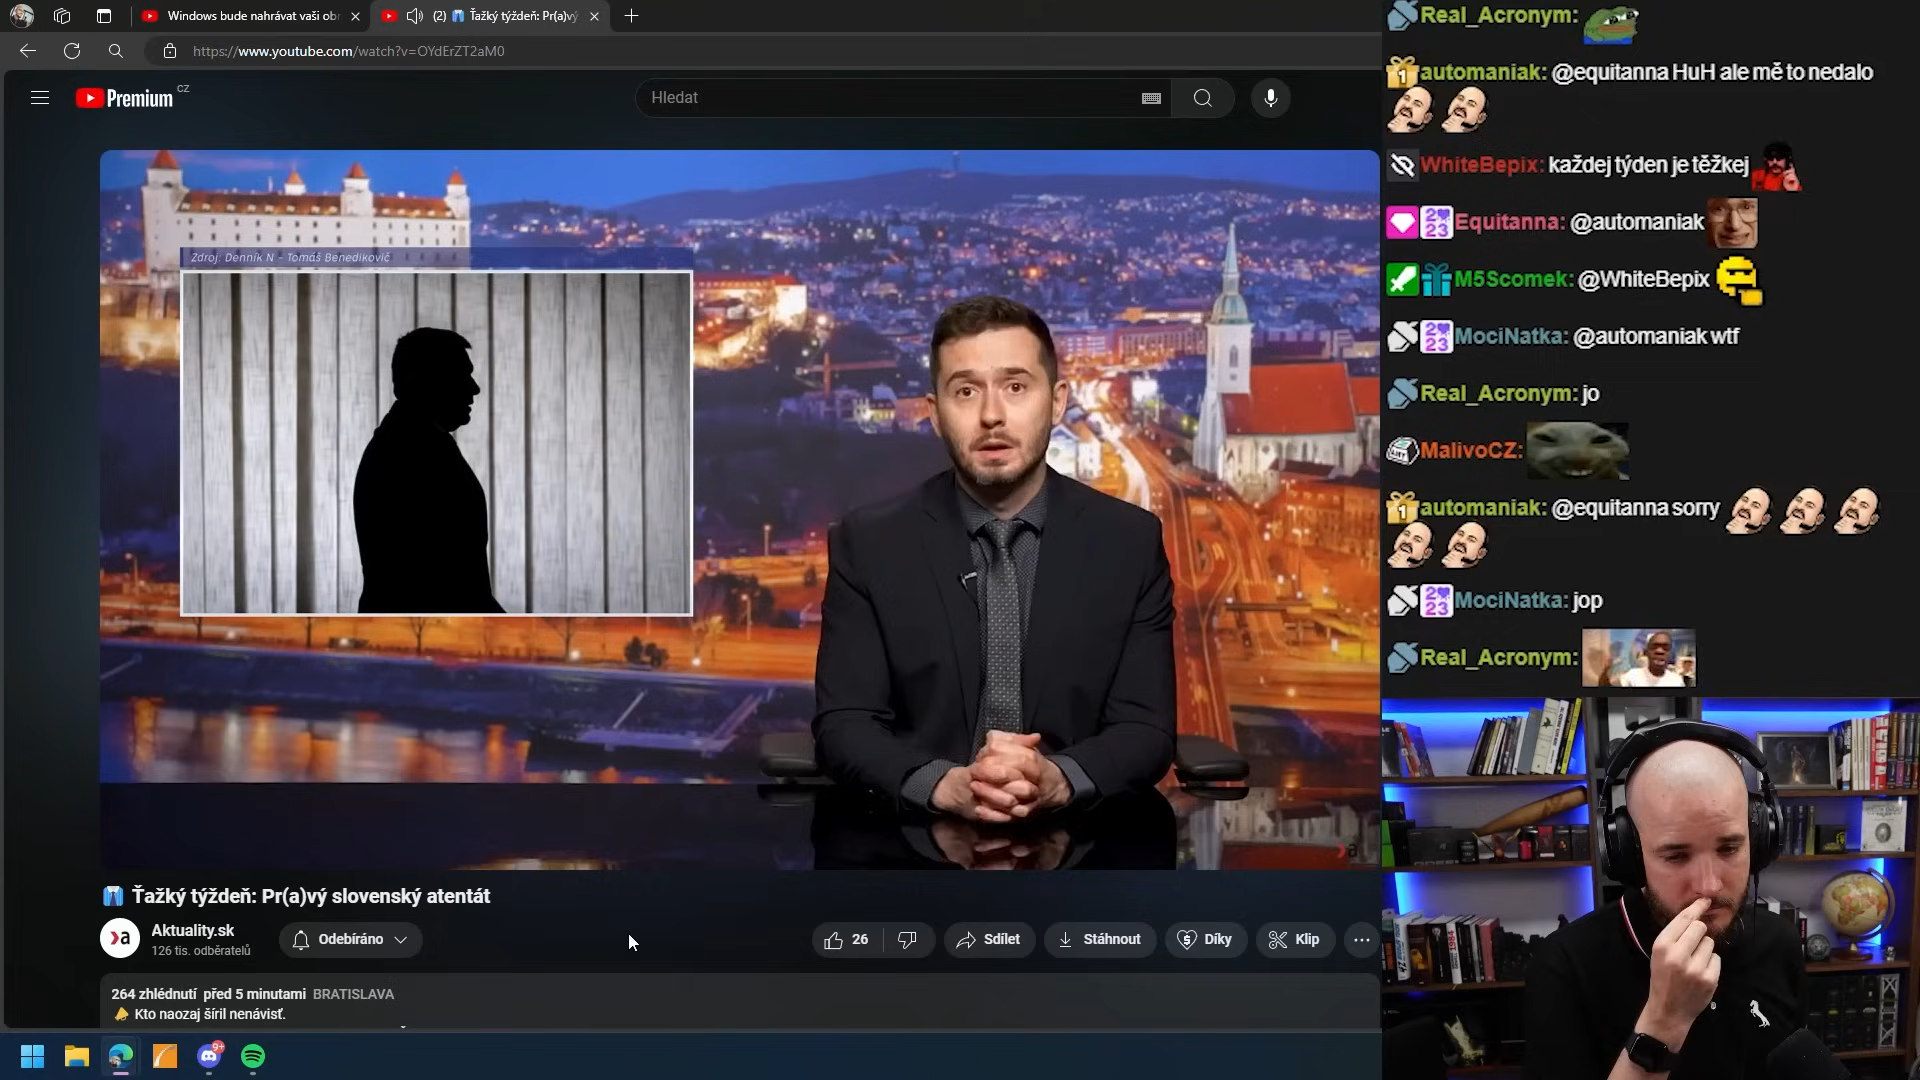 Windows bude nahrávat vaši obr
(2) Ťažký týždeň: Pr(a)vý
https://www.youtube.com/watch?v=OYdErZT2aM0
Premium CZ
Hledat
Zdroj: Denník N - Tomáš Benedikovič
Ťažký týždeň: Pr(a)vý slovenský atentát
Aktuality.sk
126 tis. odběratelů
Odebíráno
26
Sdílet
Stáhnout
Díky
Klip
264 zhlédnutí před 5 minutami BRATISLAVA
Kto naozaj šíril nenávisť.
9+
Real_Acronym:
automaniak: @equitanna HuH ale mě to nedalo
WhiteBepix: každej týden je těžkej
Equitanna: @automaniak
M5Scomek: @WhiteBepix
MociNatka: @automaniak wtf
Real_Acronym: jo
MalivoCZ:
automaniak: @equitanna sorry
MociNatka: jop
Real_Acronym: